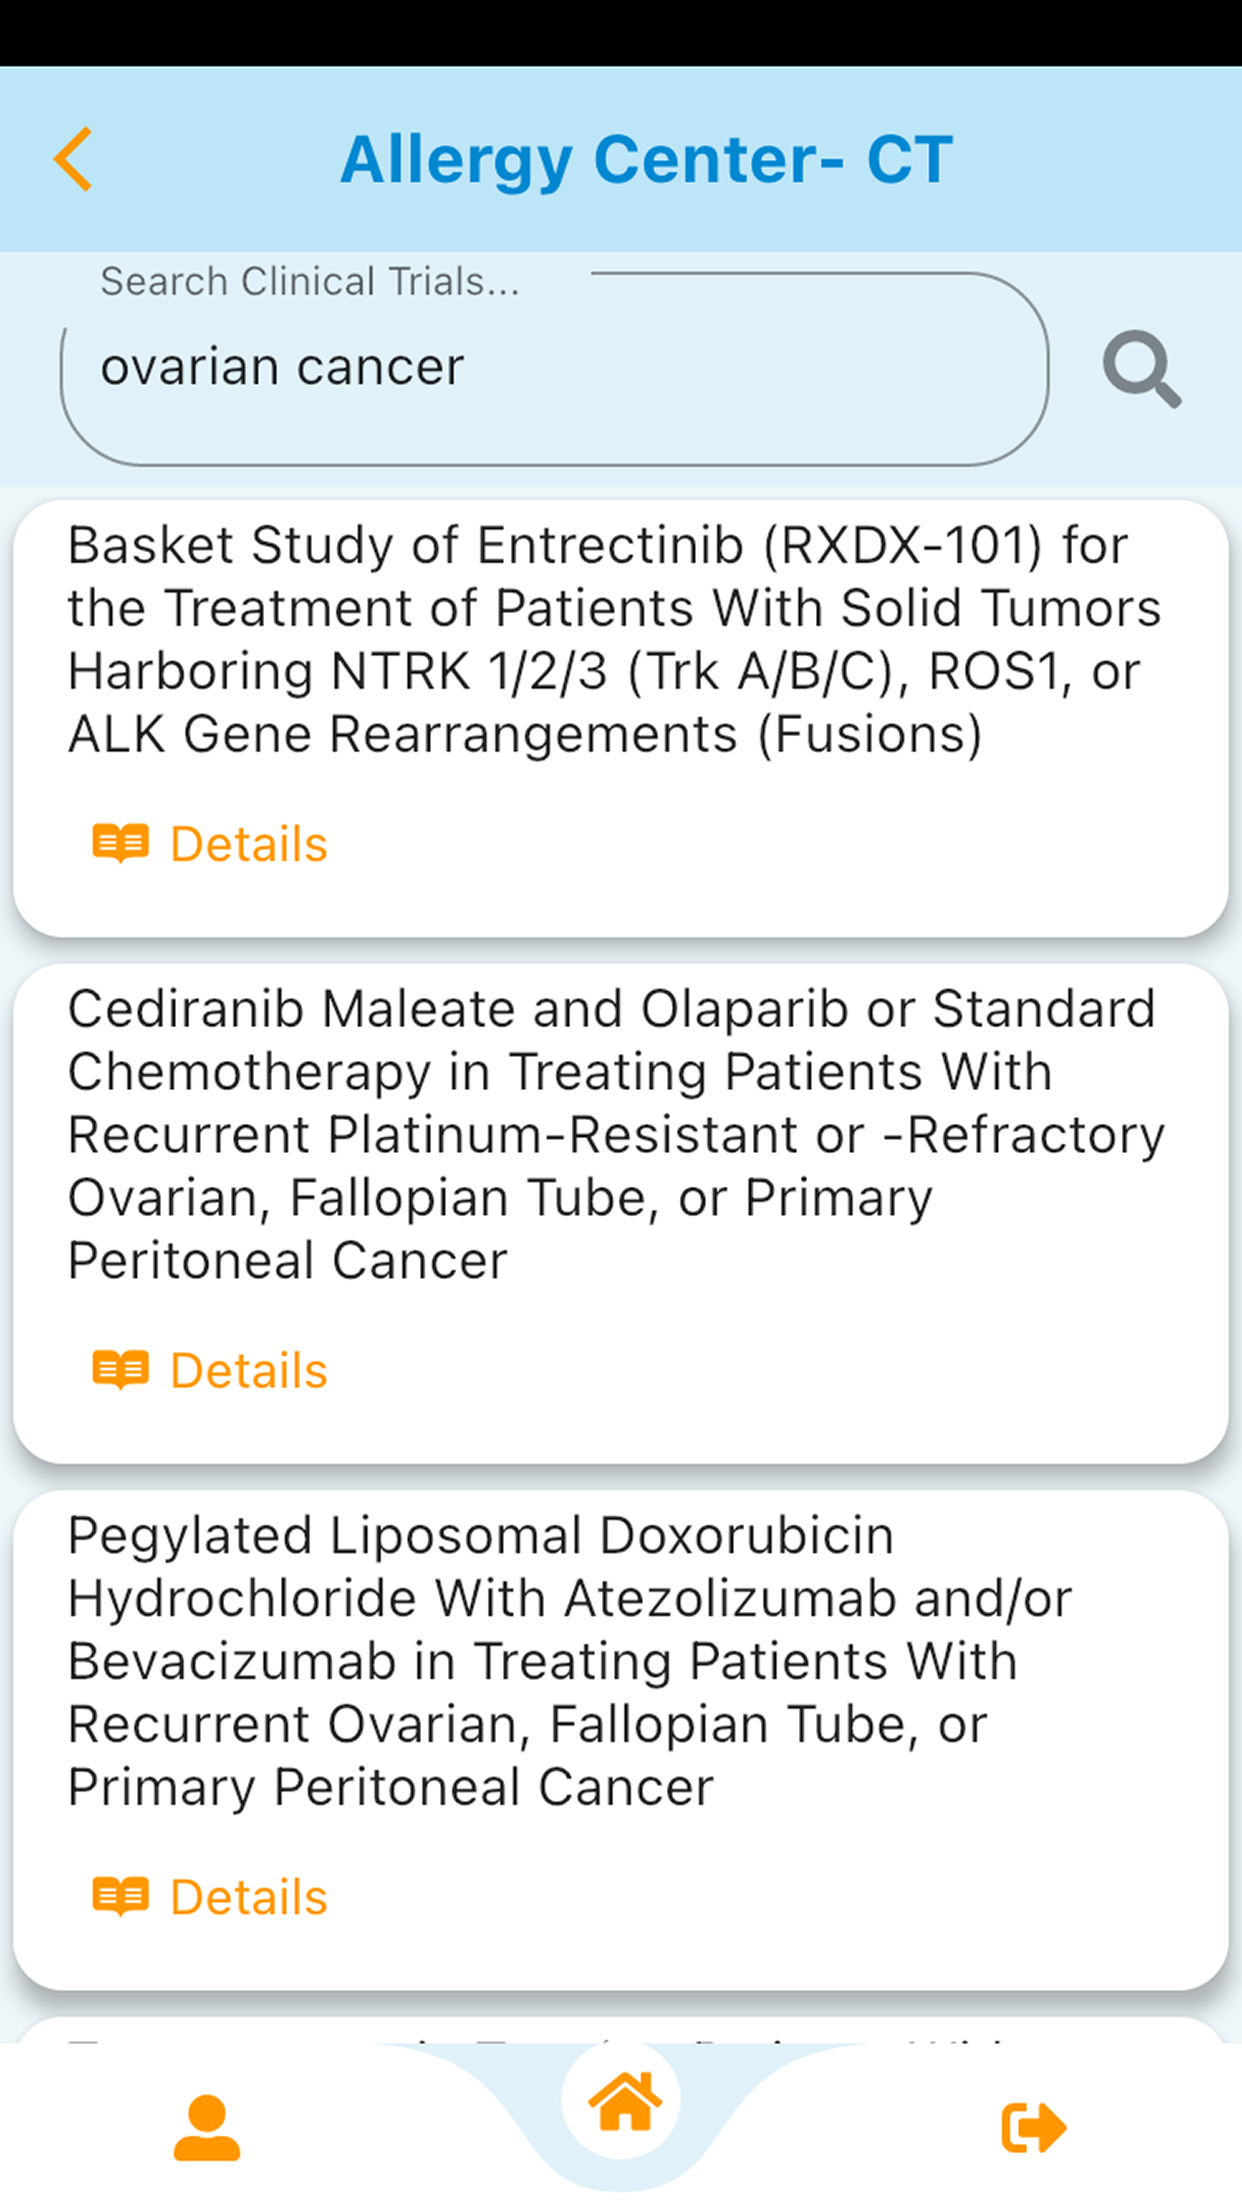 Allergy Center- CT
Search Clinical Trials...
ovarian cancer
Basket Study of Entrectinib (RXDX-101) for
the Treatment of Patients With Solid Tumors
Harboring NTRK 1/2/3 (Trk A/B/C), ROS1, or
ALK Gene Rearrangements (Fusions)
Details
Cediranib Maleate and Olaparib or Standard
Chemotherapy in Treating Patients With
Recurrent Platinum-Resistant or -Refractory
Ovarian, Fallopian Tube, or Primary
Peritoneal Cancer
Details
Pegylated Liposomal Doxorubicin
Hydrochloride With Atezolizumab and/or
Bevacizumab in Treating Patients With
Recurrent Ovarian, Fallopian Tube, or
Primary Peritoneal Cancer
Details